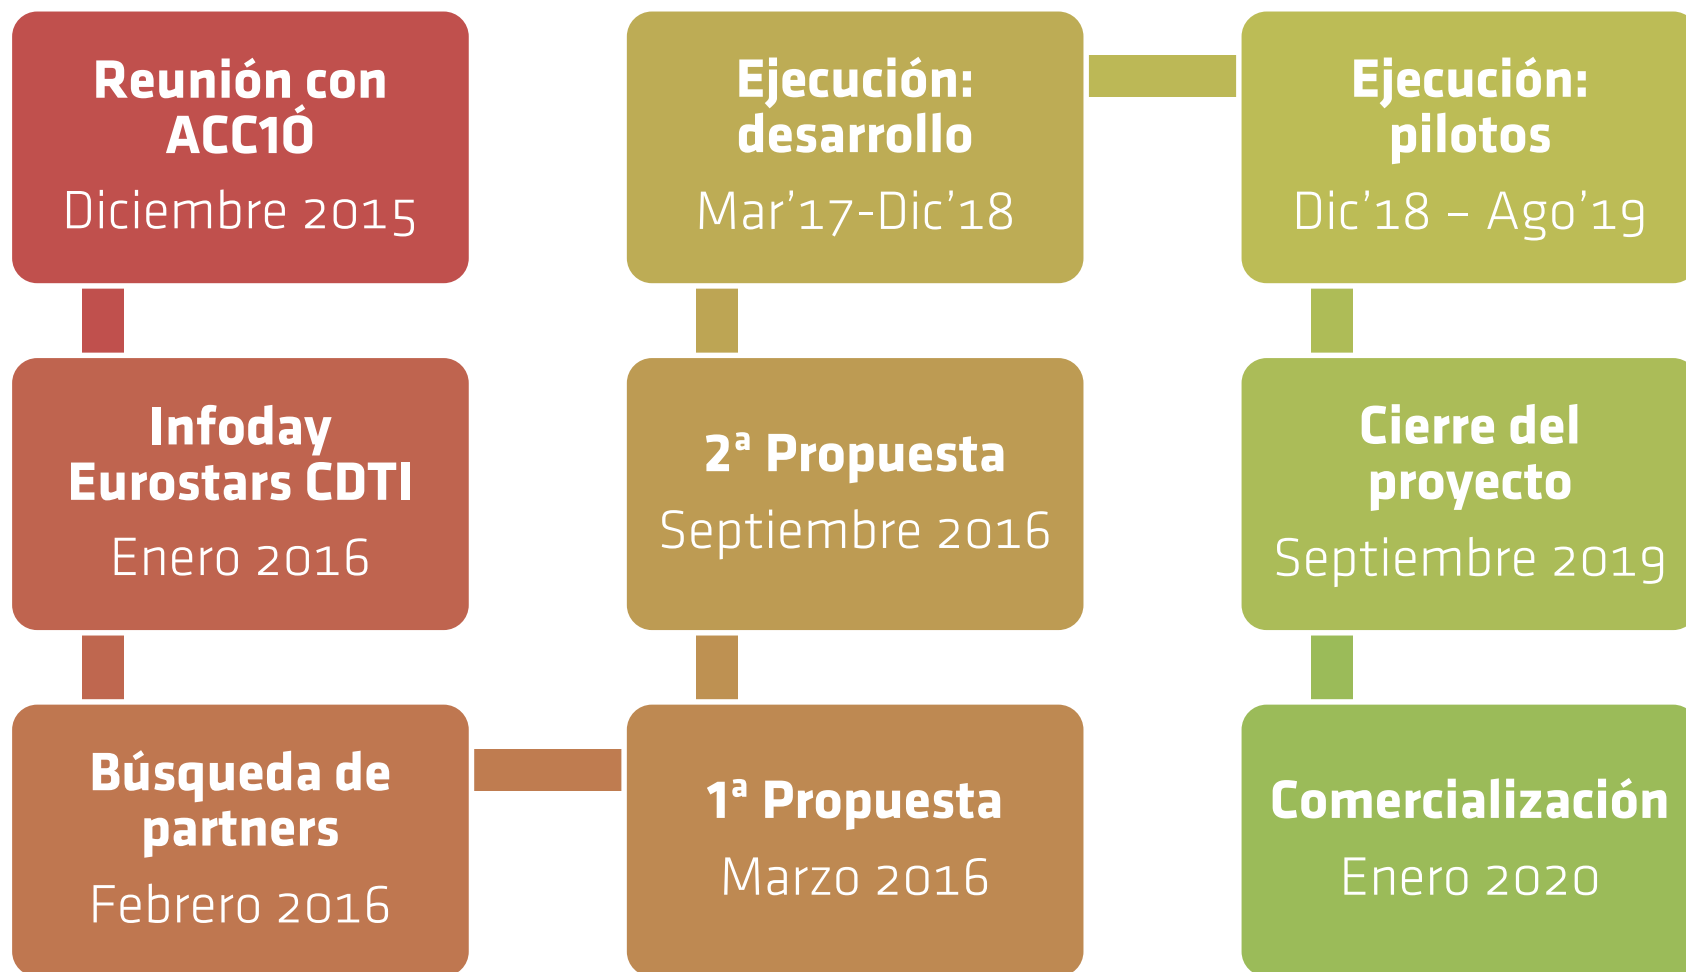 Reunión con
ACC1Ó
Diciembre 2015
Infoday
Eurostars CDTI
Enero 2016
Búsqueda de
partners
Febrero 2016
1ª Propuesta
Marzo 2016
2ª Propuesta
Septiembre 2016
Ejecución:
desarrollo
Mar’17-Dic’18
Ejecución:
pilotos
Dic’18 – Ago’19
Cierre del
proyecto
Septiembre 2019
Comercialización
Enero 2020